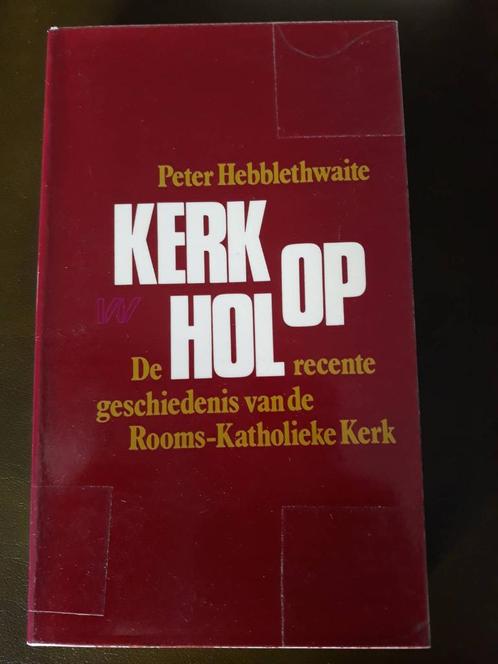 Peter Hebblethwaite
KERK
OP
HOL
De recente
geschiedenis van de
Rooms-Katholieke Kerk